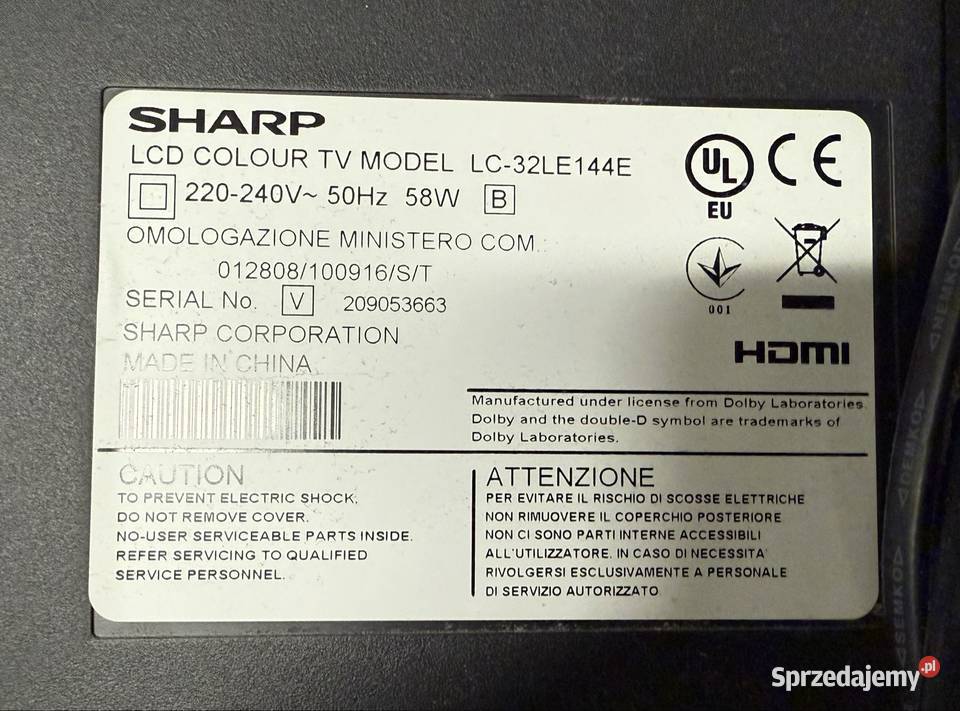 SHARP
LCD COLOUR TV MODEL LC-32LE144E
220-240V~ 50Hz 58W B
UL
EU
CE
OMOLOGAZIONE MINISTERO COM.
012808/100916/S/T
001
SERIAL No. V 209053663
SHARP CORPORATION
MADE IN CHINA
HDMI
Manufactured under license from Dolby Laboratories.
Dolby and the double-D symbol are trademarks of
Dolby Laboratories.
CAUTION
TO PREVENT ELECTRIC SHOCK,
DO NOT REMOVE COVER.
NO-USER SERVICEABLE PARTS INSIDE.
REFER SERVICING TO QUALIFIED
SERVICE PERSONNEL.
ATTENZIONE
PER EVITARE IL RISCHIO DI SCOSSE ELETTRICHE
NON RIMUOVERE IL COPERCHIO POSTERIORE
NON CI SONO PARTI INTERNE ACCESSIBILI
ALL'UTILIZZATORE. IN CASO DI NECESSITA'
RIVOLGERSI ESCLUSIVAMENTE A PERSONALE
DI SERVIZIO AUTORIZZATO
<SEMKO>
<SEMKO>
<SEMKO>
Sprzedajemy.pl